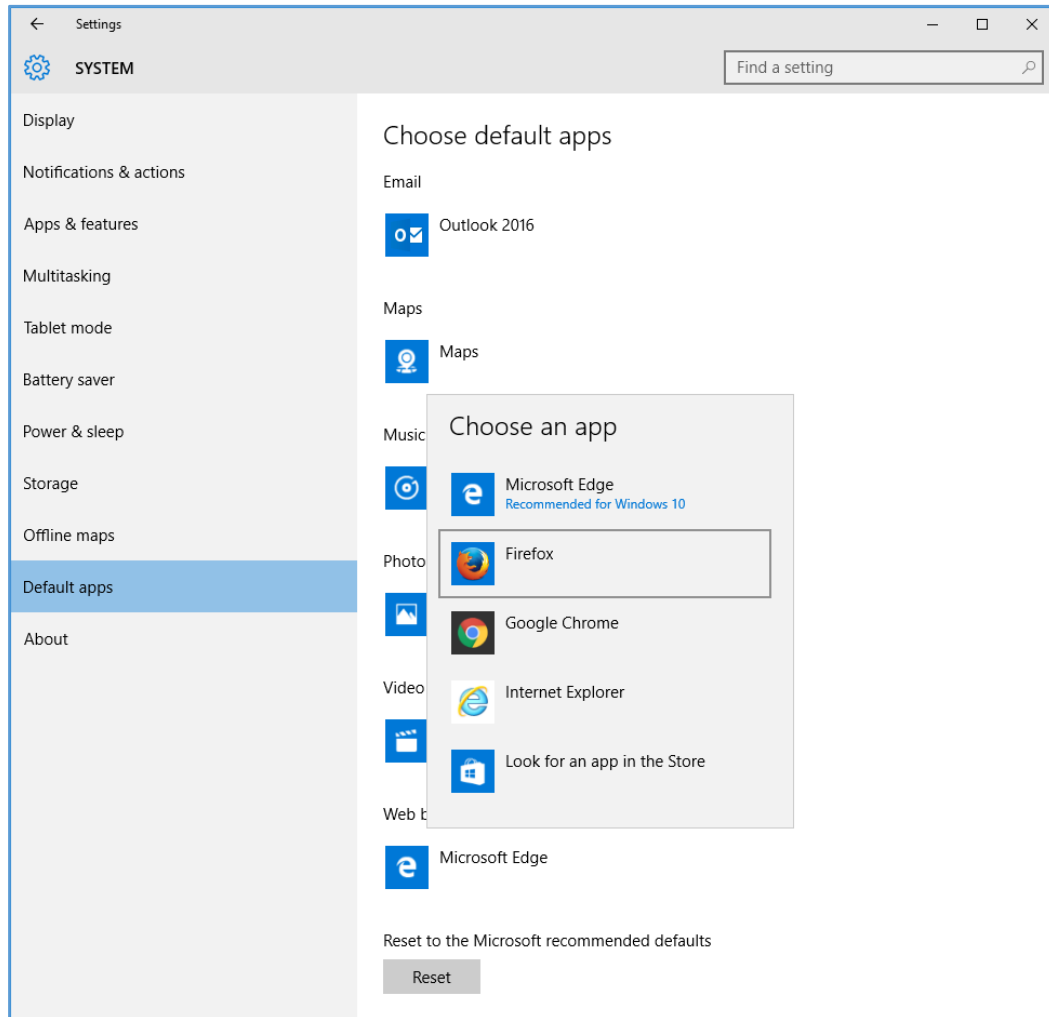 Settings
SYSTEM
Find a setting
Display
Notifications & actions
Apps & features
Multitasking
Tablet mode
Battery saver
Power & sleep
Storage
Offline maps
Default apps
About
Choose default apps
Email
Outlook 2016
Maps
Maps
Music
Photo
Video
Web b
Microsoft Edge
Reset to the Microsoft recommended defaults
Reset
Choose an app
Microsoft Edge
Recommended for Windows 10
Firefox
Google Chrome
Internet Explorer
Look for an app in the Store